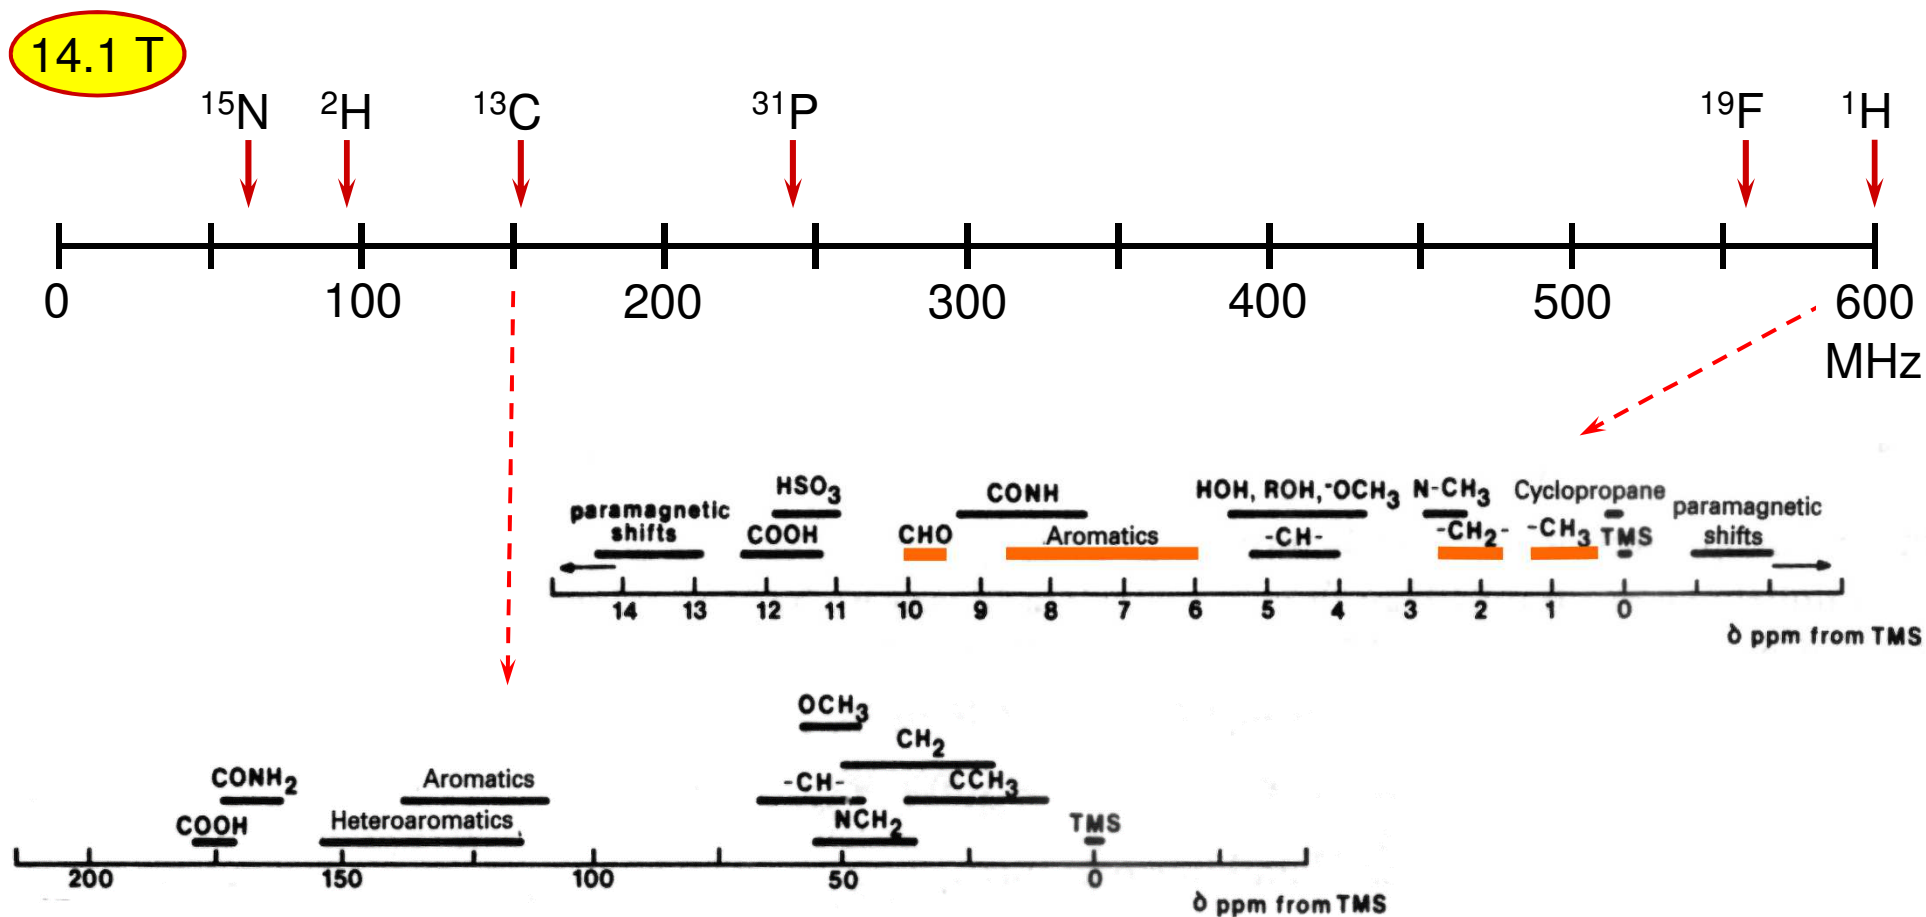 14.1 T
¹⁵N ²H ¹³C ³¹P ¹⁹F ¹H
0 100 200 300 400 500 600
MHz
HSO₃ CONH HOH, ROH,-OCH₃ N-CH₃ Cyclopropane
paramagnetic shifts COOH CHO Aromatics -CH- -CH₂- -CH₃ TMS paramagnetic shifts
14 13 12 11 10 9 8 7 6 5 4 3 2 1 0
δ ppm from TMS
OCH₃
CH₂
CONH₂ Aromatics -CH- CCH₃
COOH Heteroaromatics NCH₂ TMS
200 150 100 50 0
δ ppm from TMS